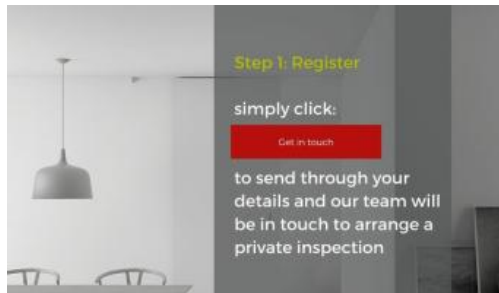 Step 1: Register
simply click:
Get in touch
to send through your
details and our team will
be in touch to arrange a
private inspection